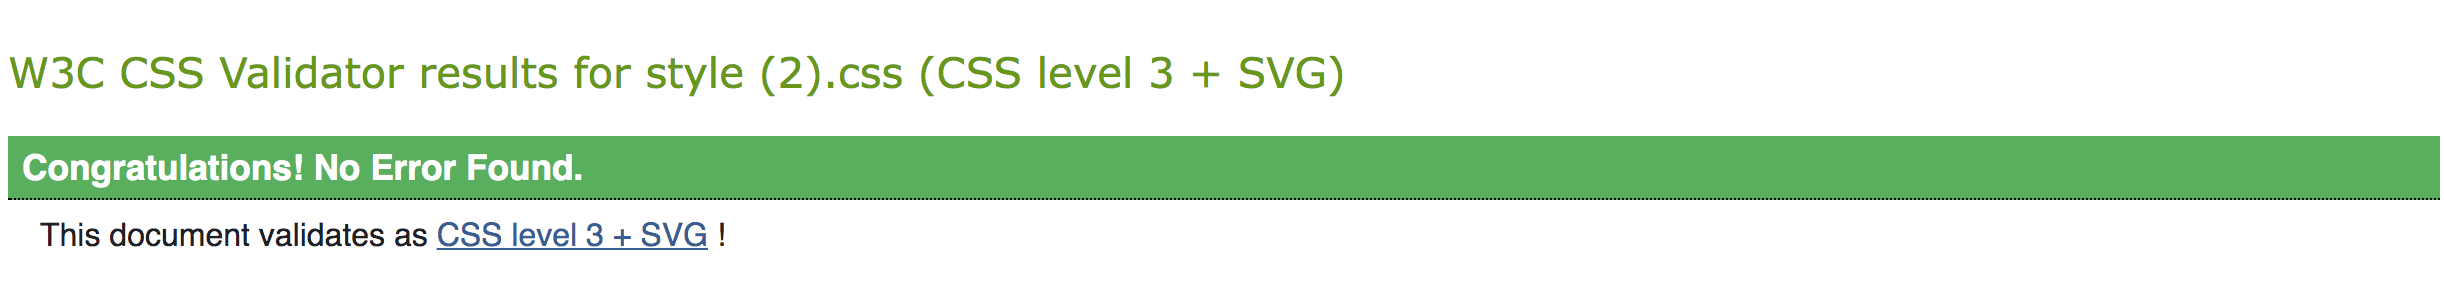 W3C CSS Validator results for style (2).css (CSS level 3 + SVG)
Congratulations! No Error Found.
This document validates as CSS level 3 + SVG !